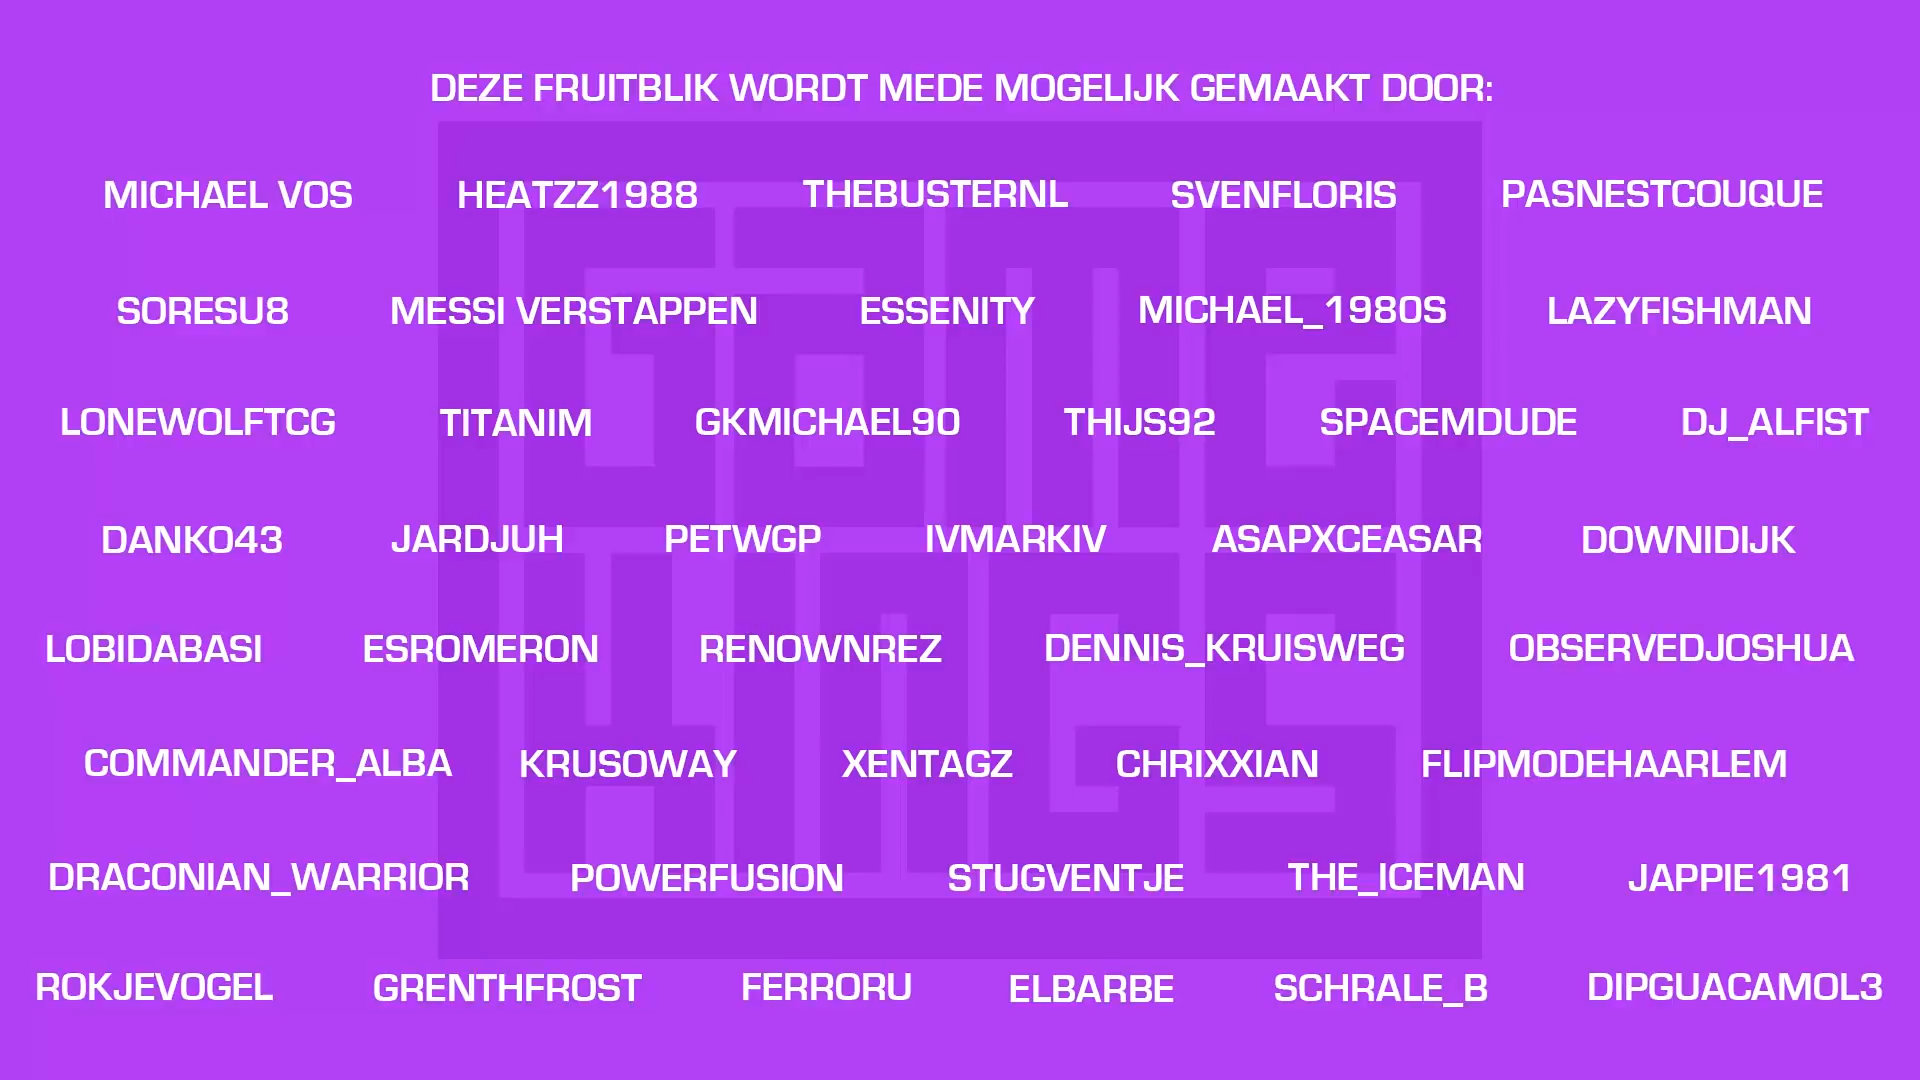 DEZE FRUITBLIK WORDT MEDE MOGELIJK GEMAAKT DOOR:
MICHAEL VOS HEATZZ1988 THEBUSTERNL SVENFLORIS PASNESTCOUQUE
SORESU8 MESSI VERSTAPPEN ESSENITY MICHAEL_1980S LAZYFISHMAN
LONEWOLFTCG TITANIM GKMICHAEL90 THIJS92 SPACEMDUDE DJ_ALFIST
DANKO43 JARDJUH PETWGP IVMARKIV ASAPXCEASAR DOWNIDIJK
LOBIDABASI ESROMERON RENOWNREZ DENNIS_KRUISWEG OBSERVEDJOSHUA
COMMANDER_ALBA KRUSOWAY XENTAGZ CHRIXXIAN FLIPMODEHAARLEM
DRACONIAN_WARRIOR POWERFUSION STUGVENTJE THE_ICEMAN JAPPIE1981
ROKJEVOGEL GRENTHFROST FERRORU ELBARBE SCHRALE_B DIPGUACAMOL3